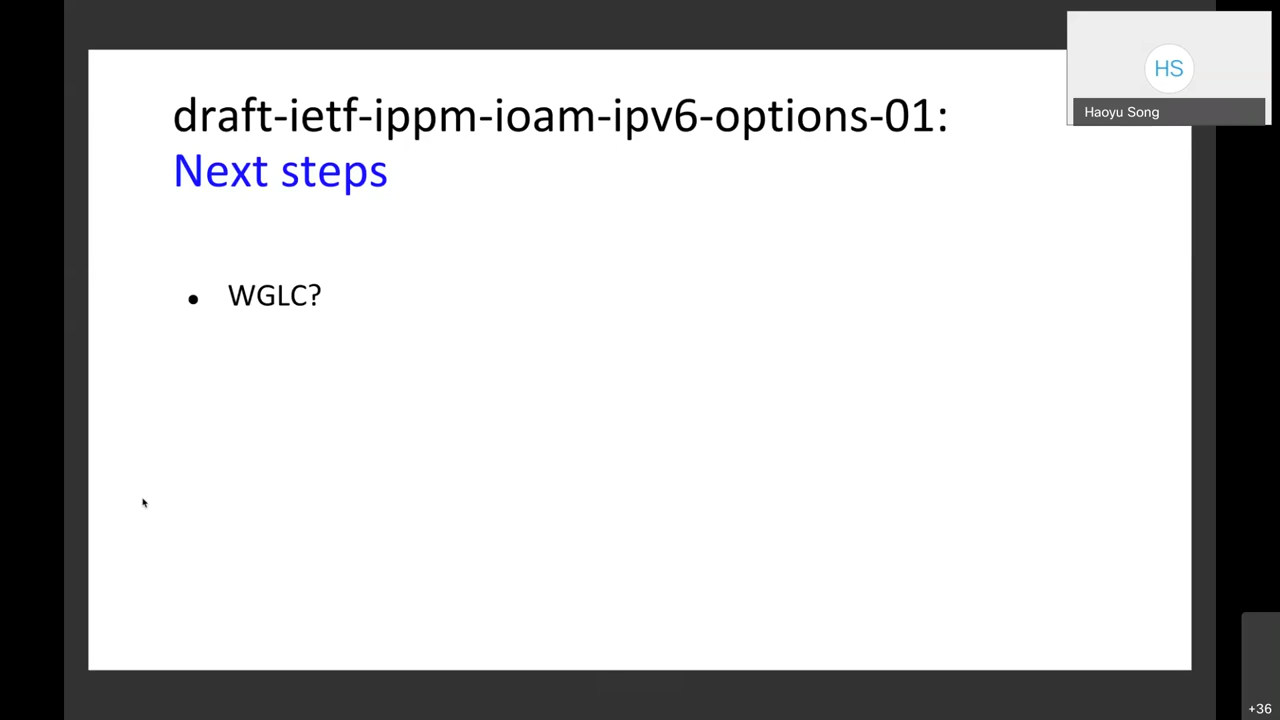 draft-ietf-ippm-ioam-ipv6-options-01:
Next steps
• WGLC?
HS
Haoyu Song
+36